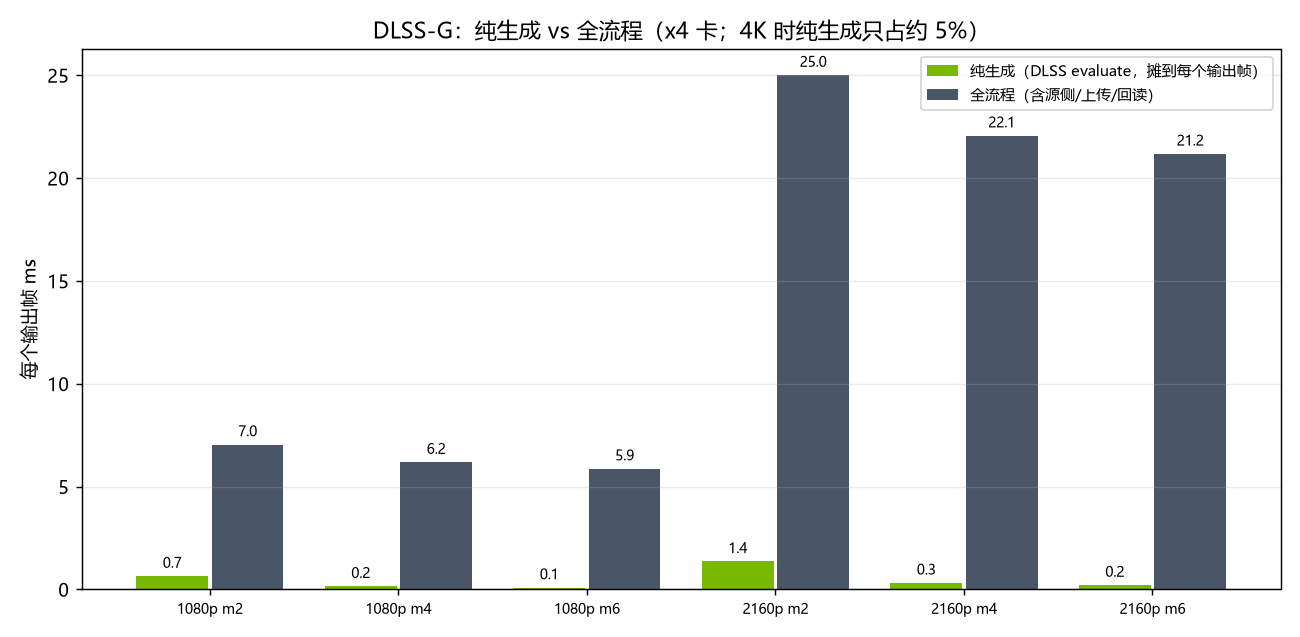 DLSS-G：纯生成 vs 全流程（x4 卡；4K 时纯生成只占约 5%）
纯生成（DLSS evaluate，摊到每个输出帧）
全流程（含源侧/上传/回读）
每个输出帧 ms
25
20
15
10
5
0
0.7
7.0
0.2
6.2
0.1
5.9
1.4
25.0
0.3
22.1
0.2
21.2
1080p m2
1080p m4
1080p m6
2160p m2
2160p m4
2160p m6